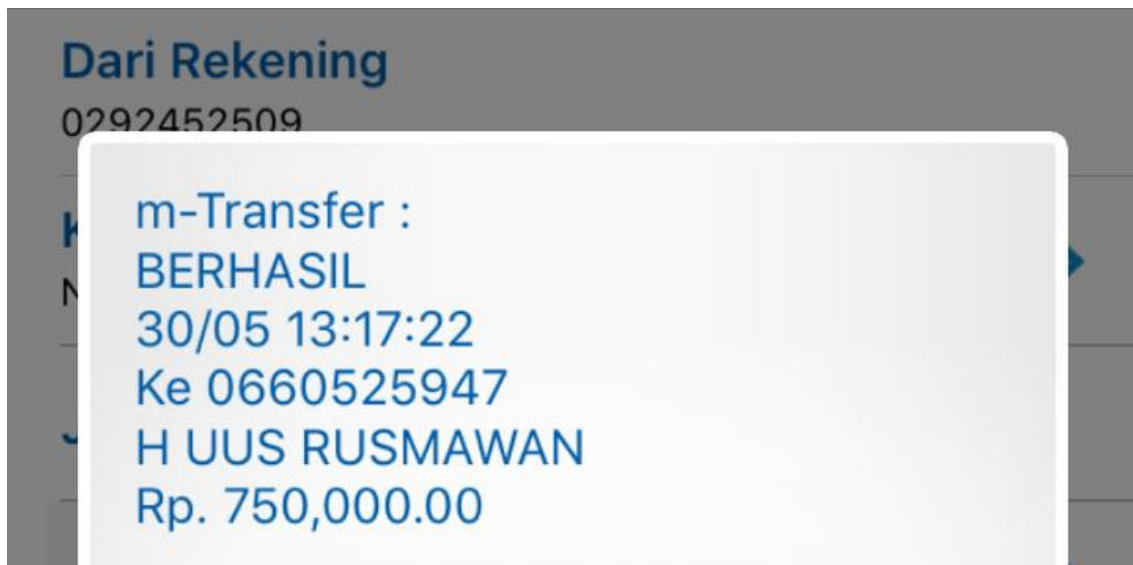 Dari Rekening
0292452509
m-Transfer :
BERHASIL
30/05 13:17:22
Ke 0660525947
H UUS RUSMAWAN
Rp. 750,000.00